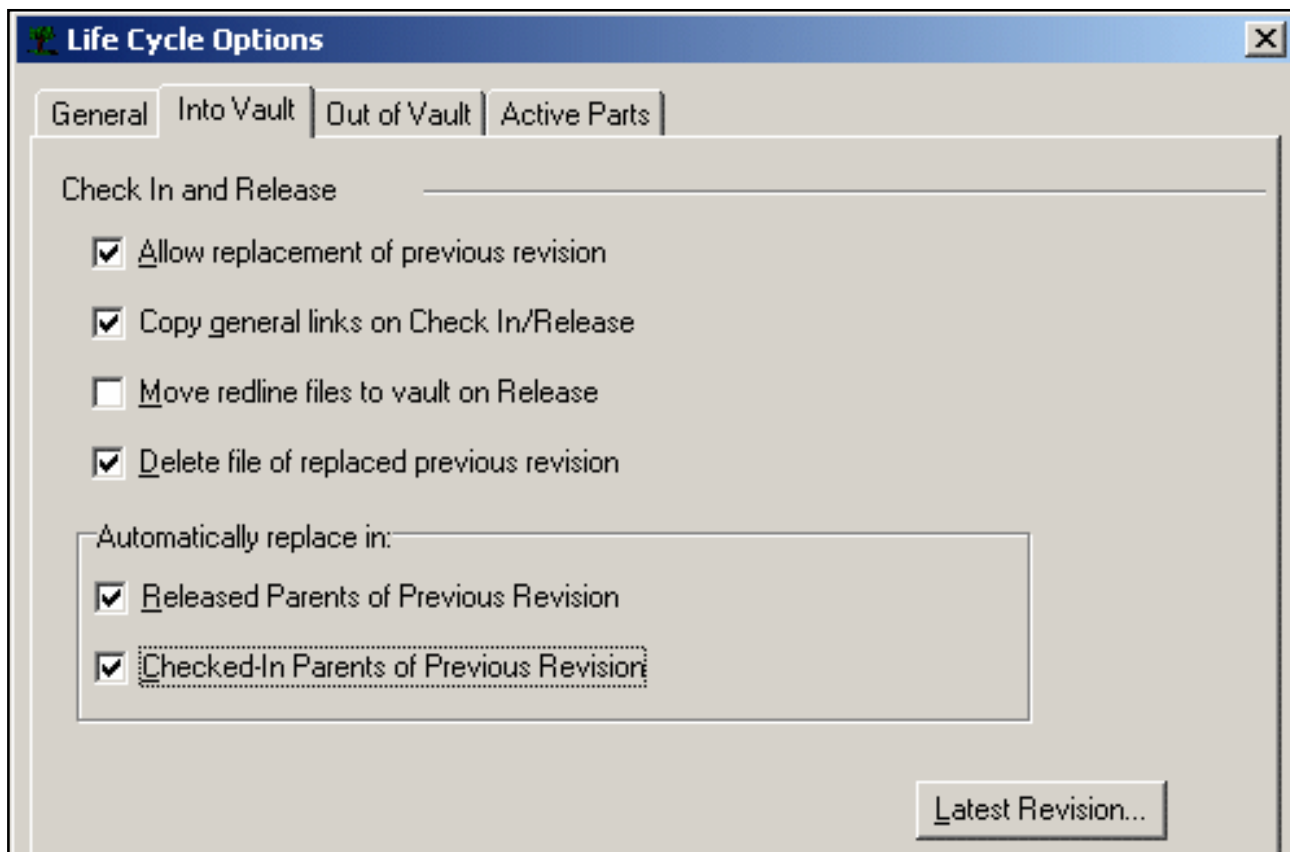 Life Cycle Options
General Into Vault Out of Vault Active Parts
Check In and Release
Allow replacement of previous revision
Copy general links on Check In/Release
Move redline files to vault on Release
Delete file of replaced previous revision
Automatically replace in:
Released Parents of Previous Revision
Checked-In Parents of Previous Revision
Latest Revision...